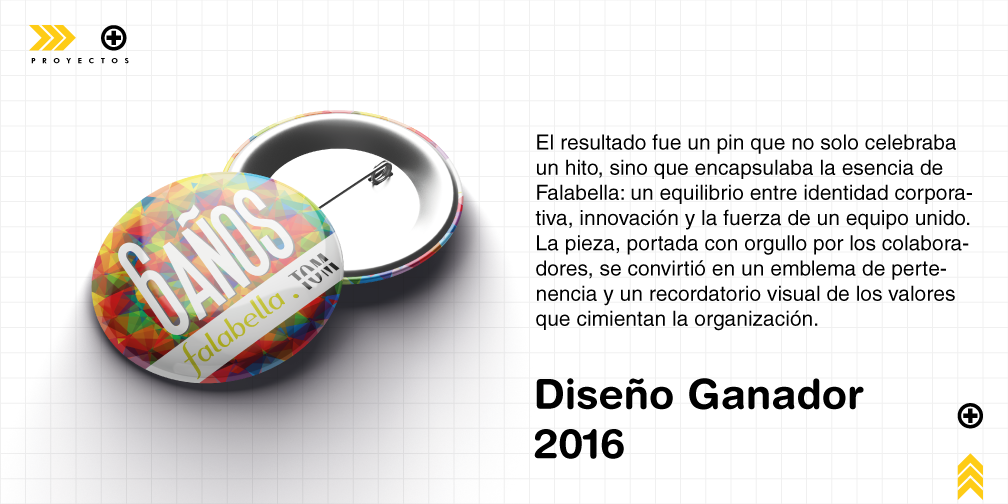 PROYECTOS
6 AÑOS
falabella. TOM
El resultado fue un pin que no solo celebraba
un hito, sino que encapsulaba la esencia de
Falabella: un equilibrio entre identidad corpora-
tiva, innovación y la fuerza de un equipo unido.
La pieza, portada con orgullo por los colabora-
dores, se convirtió en un emblema de perte-
nencia y un recordatorio visual de los valores
que cimientan la organización.
Diseño Ganador
2016